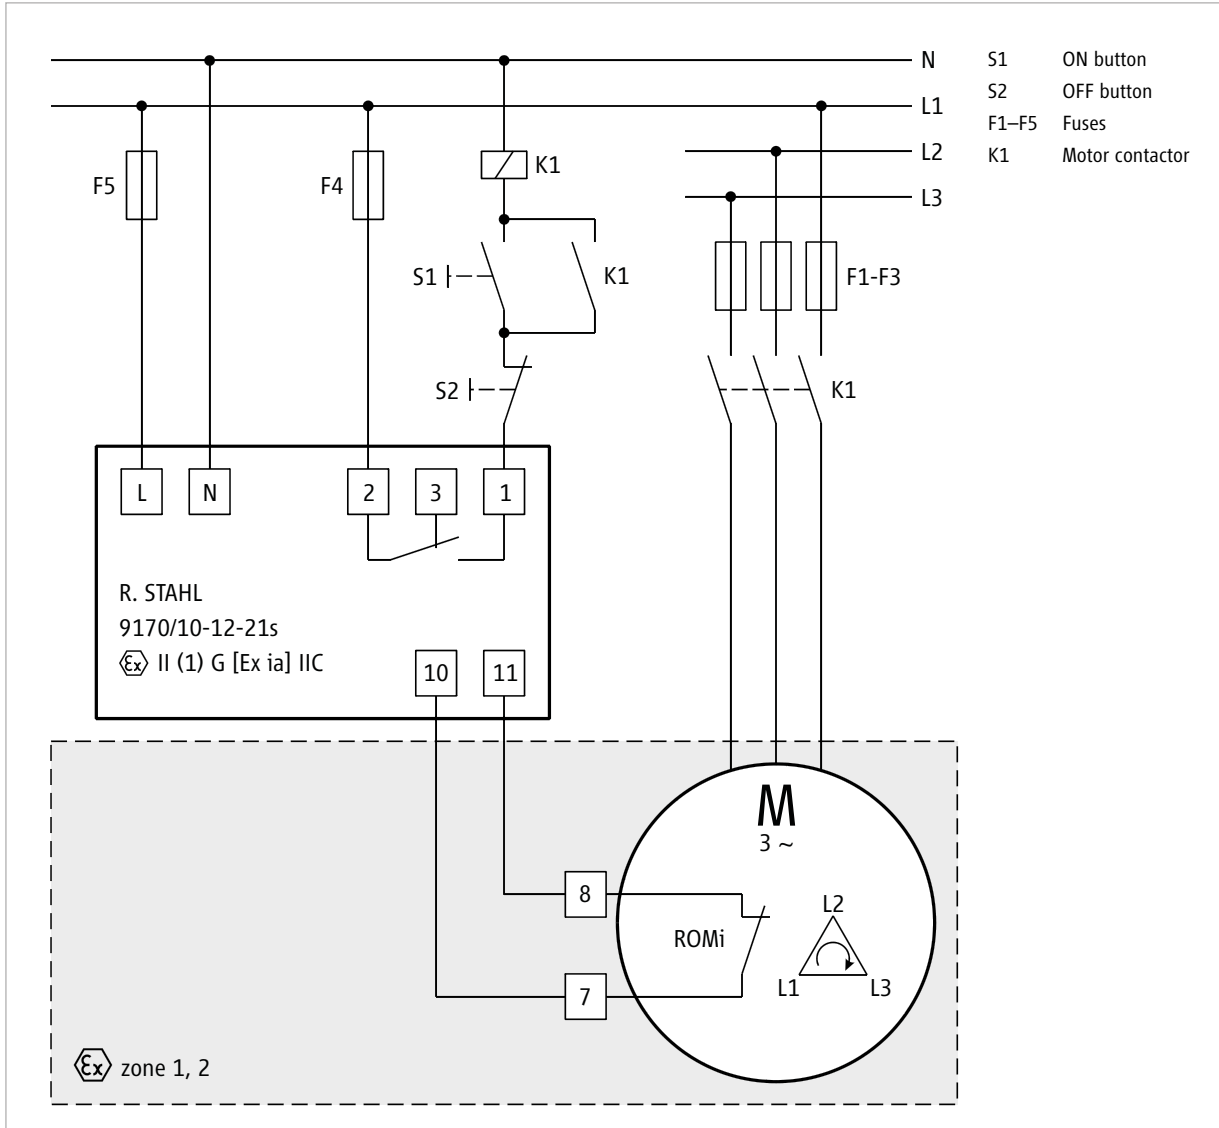 N
S1 ON button
S2 OFF button
L1
F1–F5 Fuses
L2
K1 Motor contactor
K1
F5
F4
L3
S1
K1
F1-F3
S2
K1
L N 2 3 1
R. STAHL
9170/10-12-21s
Ex II (1) G [Ex ia] IIC
10 11
M
3 ~
8
L2
ROMi
L1 L3
7
Ex zone 1, 2